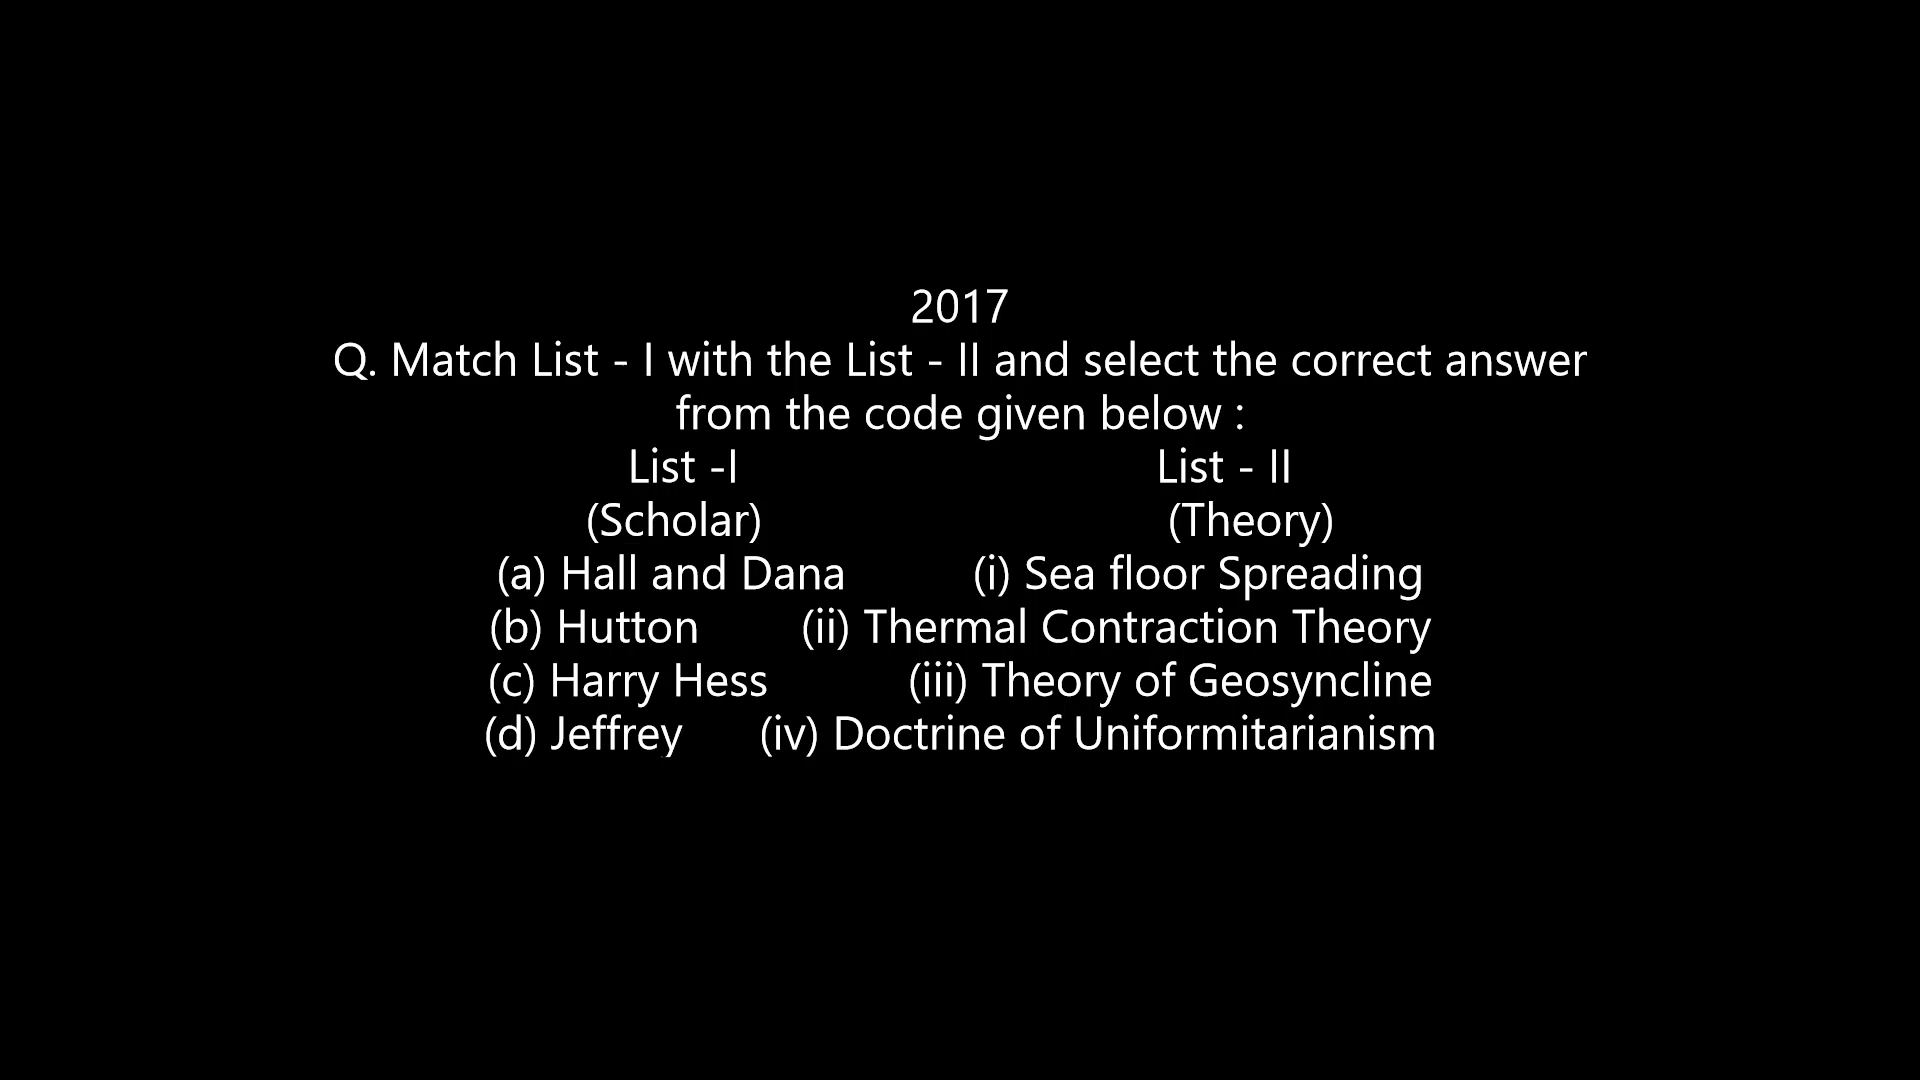 2017
Q. Match List - I with the List - II and select the correct answer
from the code given below :
List -I List - II
(Scholar) (Theory)
(a) Hall and Dana (i) Sea floor Spreading
(b) Hutton (ii) Thermal Contraction Theory
(c) Harry Hess (iii) Theory of Geosyncline
(d) Jeffrey (iv) Doctrine of Uniformitarianism